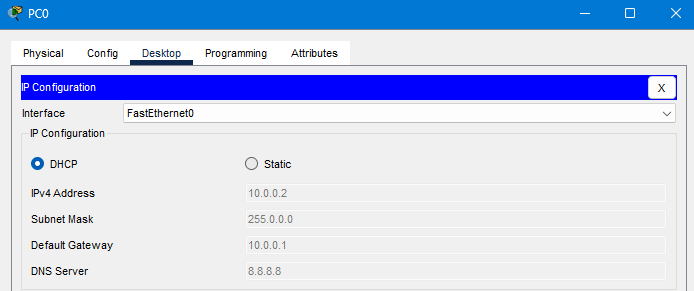 PC0
Physical Config Desktop Programming Attributes
IP Configuration X
Interface FastEthernet0
IP Configuration
DHCP Static
IPv4 Address 10.0.0.2
Subnet Mask 255.0.0.0
Default Gateway 10.0.0.1
DNS Server 8.8.8.8